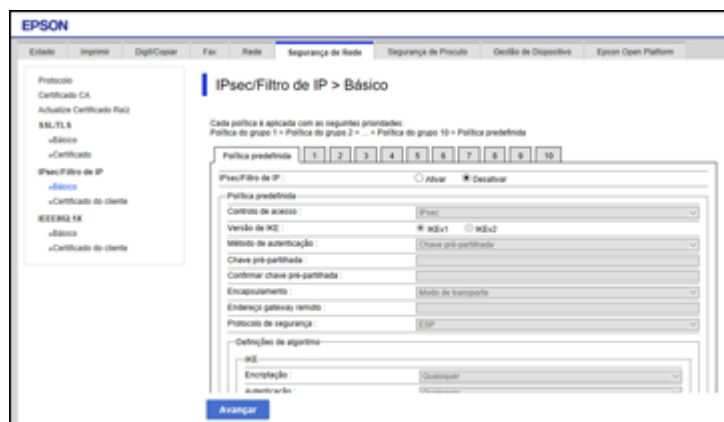 EPSON
Estado Imprimir Digit/Copiar Fax Rede Segurança de Rede Segurança de Produto Gestão de Dispositivo Epson Open Platform
Protocolo
Certificado CA
Actualize Certificado Raiz
SSL/TLS
»Básico
»Certificado
IPsec/Filtro de IP
»Básico
»Certificado do cliente
IEEE802.1X
»Básico
»Certificado do cliente
IPsec/Filtro de IP > Básico
Cada política é aplicada com as seguintes prioridades:
Política do grupo 1 > Política do grupo 2 > ... > Política do grupo 10 > Política predefinida
Política predefinida 1 2 3 4 5 6 7 8 9 10
IPsec/Filtro de IP : Ativar Desativar
Política predefinida
Controlo de acesso : IPsec
Versão de IKE : IKEv1 IKEv2
Método de autenticação : Chave pré-partilhada
Chave pré-partilhada :
Confirmar chave pré-partilhada :
Encapsulamento : Modo de transporte
Endereço gateway remoto :
Protocolo de segurança : ESP
Definições de algoritmo
IKE
Encriptação : Quaisquer
Autenticação : Quaisquer
Avançar